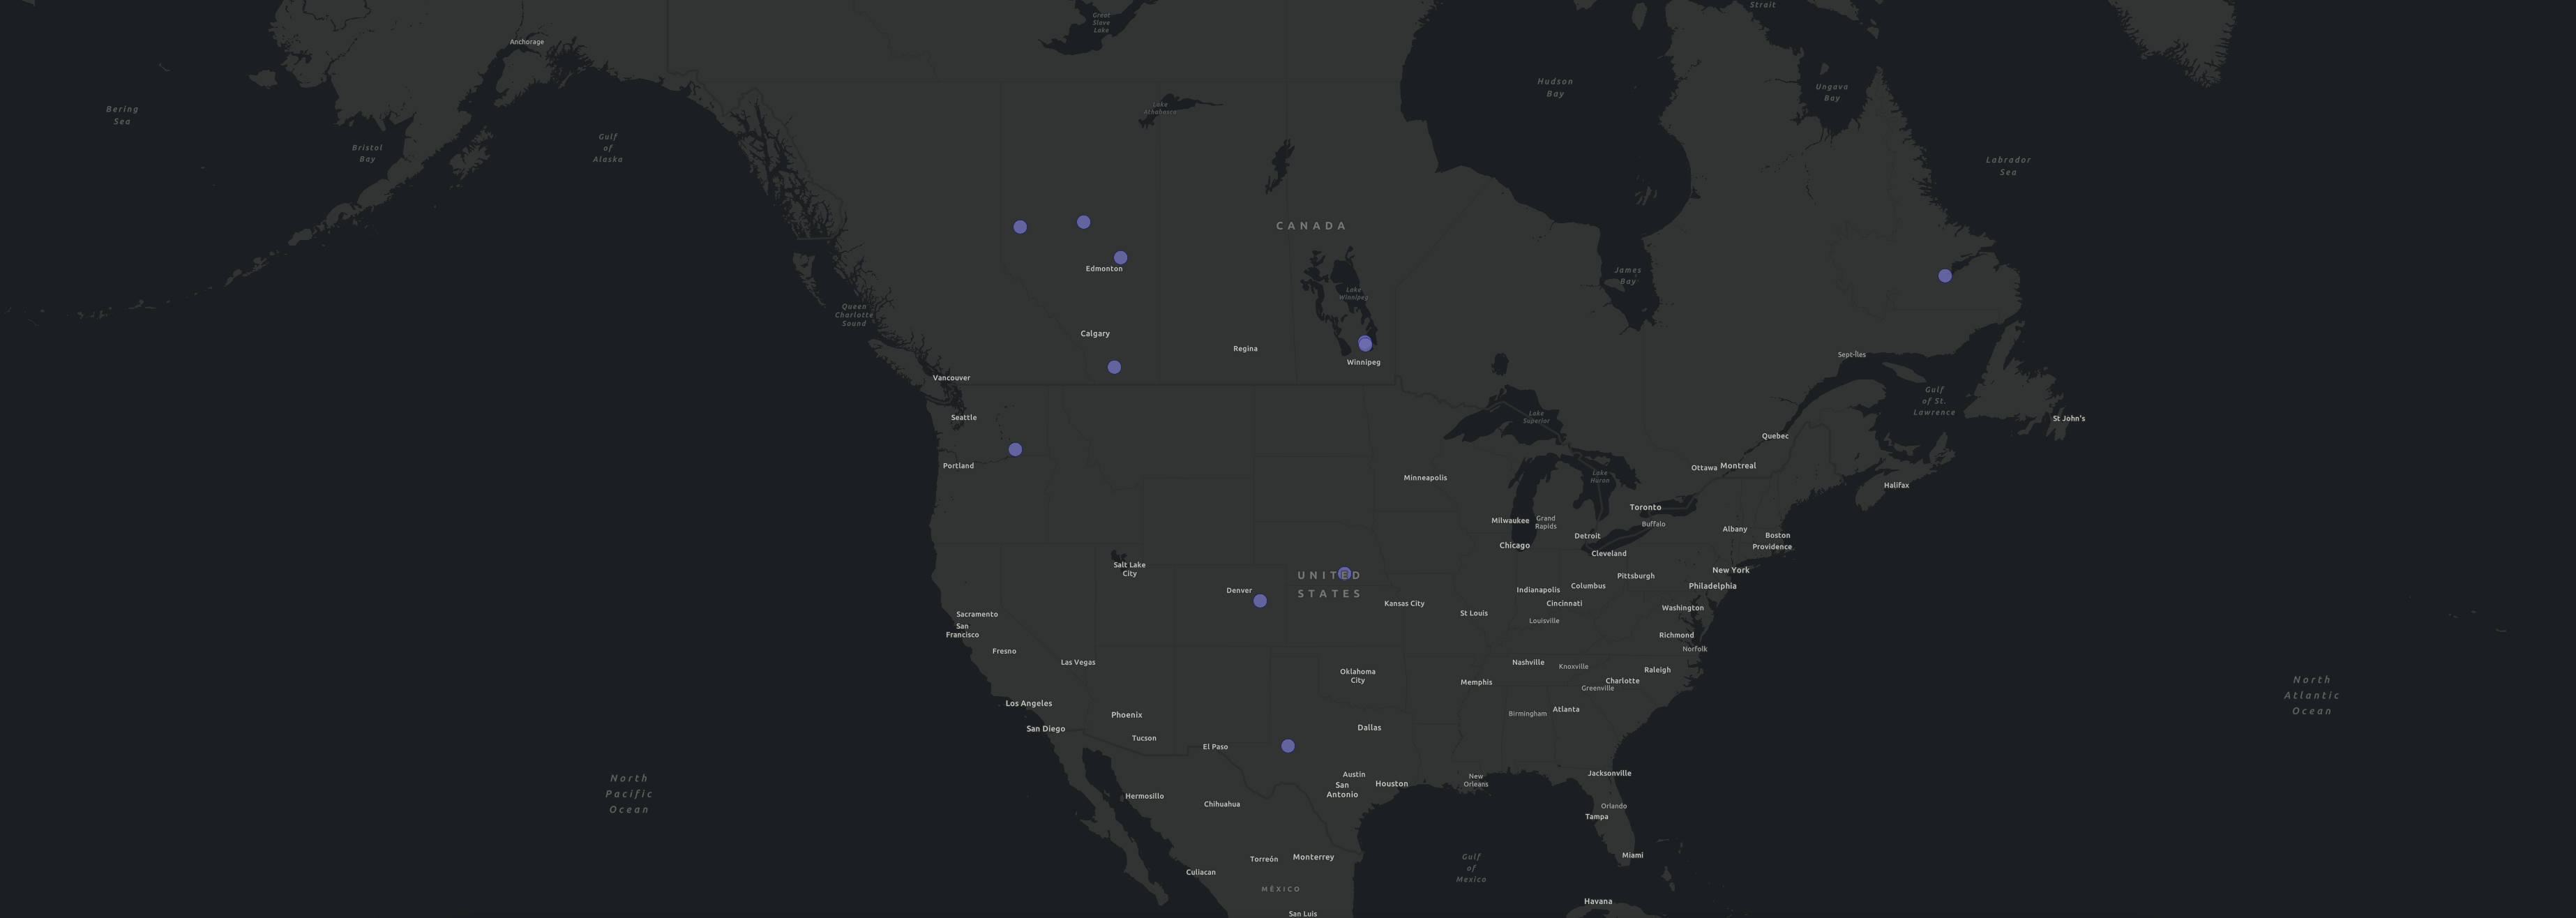 Strait
Great
Slave
Lake
Anchorage
Hudson
Bay
Ungava
Bay
Lake
Athabasca
Bering
Sea
Gulf
of
Alaska
Bristol
Bay
Labrador
Sea
CANADA
Edmonton
James
Bay
Lake
Winnipeg
Queen
Charlotte
Sound
Calgary
Regina
Winnipeg
Sept-Îles
Vancouver
Gulf
of St.
Lawrence
Seattle
Lake
Superior
St John's
Quebec
Portland
Ottawa
Montreal
Minneapolis
Lake
Huron
Halifax
Toronto
Milwaukee
Grand
Rapids
Buffalo
Albany
Boston
Detroit
Chicago
Providence
Cleveland
Salt Lake
City
New York
UNITED
STATES
Pittsburgh
Denver
Indianapolis
Columbus
Philadelphia
Kansas City
Cincinnati
Washington
Sacramento
St Louis
Louisville
San
Francisco
Richmond
Fresno
Norfolk
Las Vegas
Nashville
Knoxville
Raleigh
Oklahoma
City
Memphis
Charlotte
Greenville
North
Atlantic
Ocean
Los Angeles
Phoenix
Birmingham
Atlanta
San Diego
Dallas
Tucson
El Paso
Austin
Jacksonville
North
Pacific
Ocean
San
Antonio
Houston
New
Orleans
Hermosillo
Chihuahua
Orlando
Tampa
Torreón
Monterrey
Miami
Gulf
of
Mexico
Culiacan
MÉXICO
Havana
San Luis